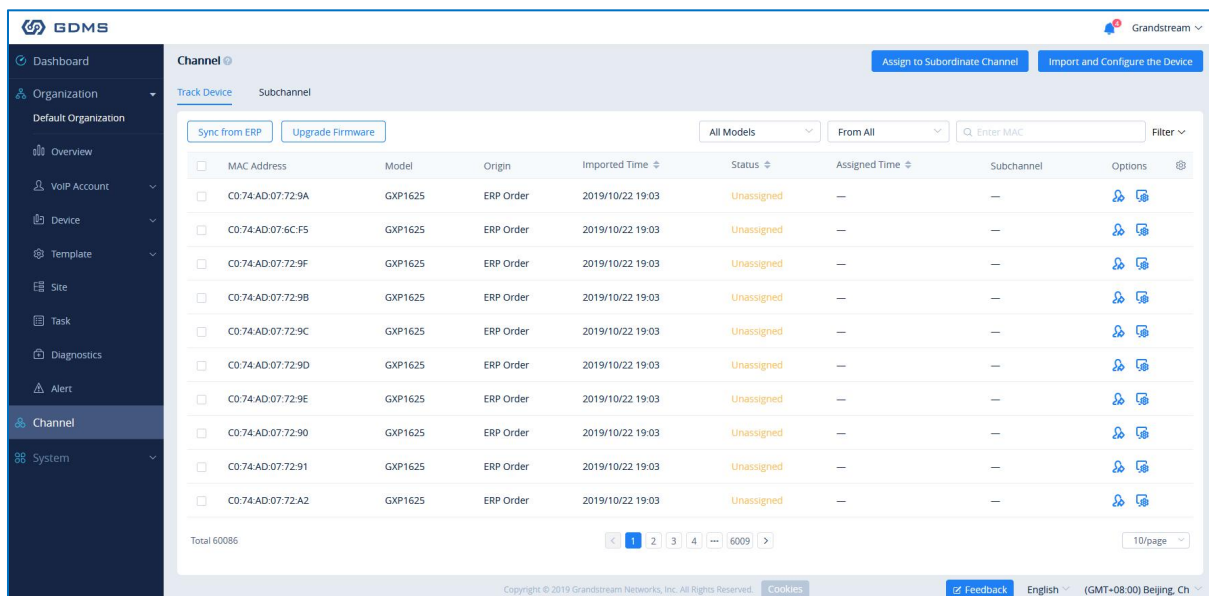 GDMS
4
Grandstream
Dashboard
Organization
Default Organization
Overview
VoIP Account
Device
Template
Site
Task
Diagnostics
Alert
Channel
System
Channel
Assign to Subordinate Channel
Import and Configure the Device
Track Device Subchannel
Sync from ERP Upgrade Firmware All Models From All Enter MAC Filter
MAC Address Model Origin Imported Time Status Assigned Time Subchannel Options
C0:74:AD:07:72:9A GXP1625 ERP Order 2019/10/22 19:03 Unassigned — —
C0:74:AD:07:6C:F5 GXP1625 ERP Order 2019/10/22 19:03 Unassigned — —
C0:74:AD:07:72:9F GXP1625 ERP Order 2019/10/22 19:03 Unassigned — —
C0:74:AD:07:72:9B GXP1625 ERP Order 2019/10/22 19:03 Unassigned — —
C0:74:AD:07:72:9C GXP1625 ERP Order 2019/10/22 19:03 Unassigned — —
C0:74:AD:07:72:9D GXP1625 ERP Order 2019/10/22 19:03 Unassigned — —
C0:74:AD:07:72:9E GXP1625 ERP Order 2019/10/22 19:03 Unassigned — —
C0:74:AD:07:72:90 GXP1625 ERP Order 2019/10/22 19:03 Unassigned — —
C0:74:AD:07:72:91 GXP1625 ERP Order 2019/10/22 19:03 Unassigned — —
C0:74:AD:07:72:A2 GXP1625 ERP Order 2019/10/22 19:03 Unassigned — —
Total 60086 < 1 2 3 4 ••• 6009 > 10/page
Copyright © 2019 Grandstream Networks, Inc. All Rights Reserved. Cookies Feedback English (GMT+08:00) Beijing, Ch